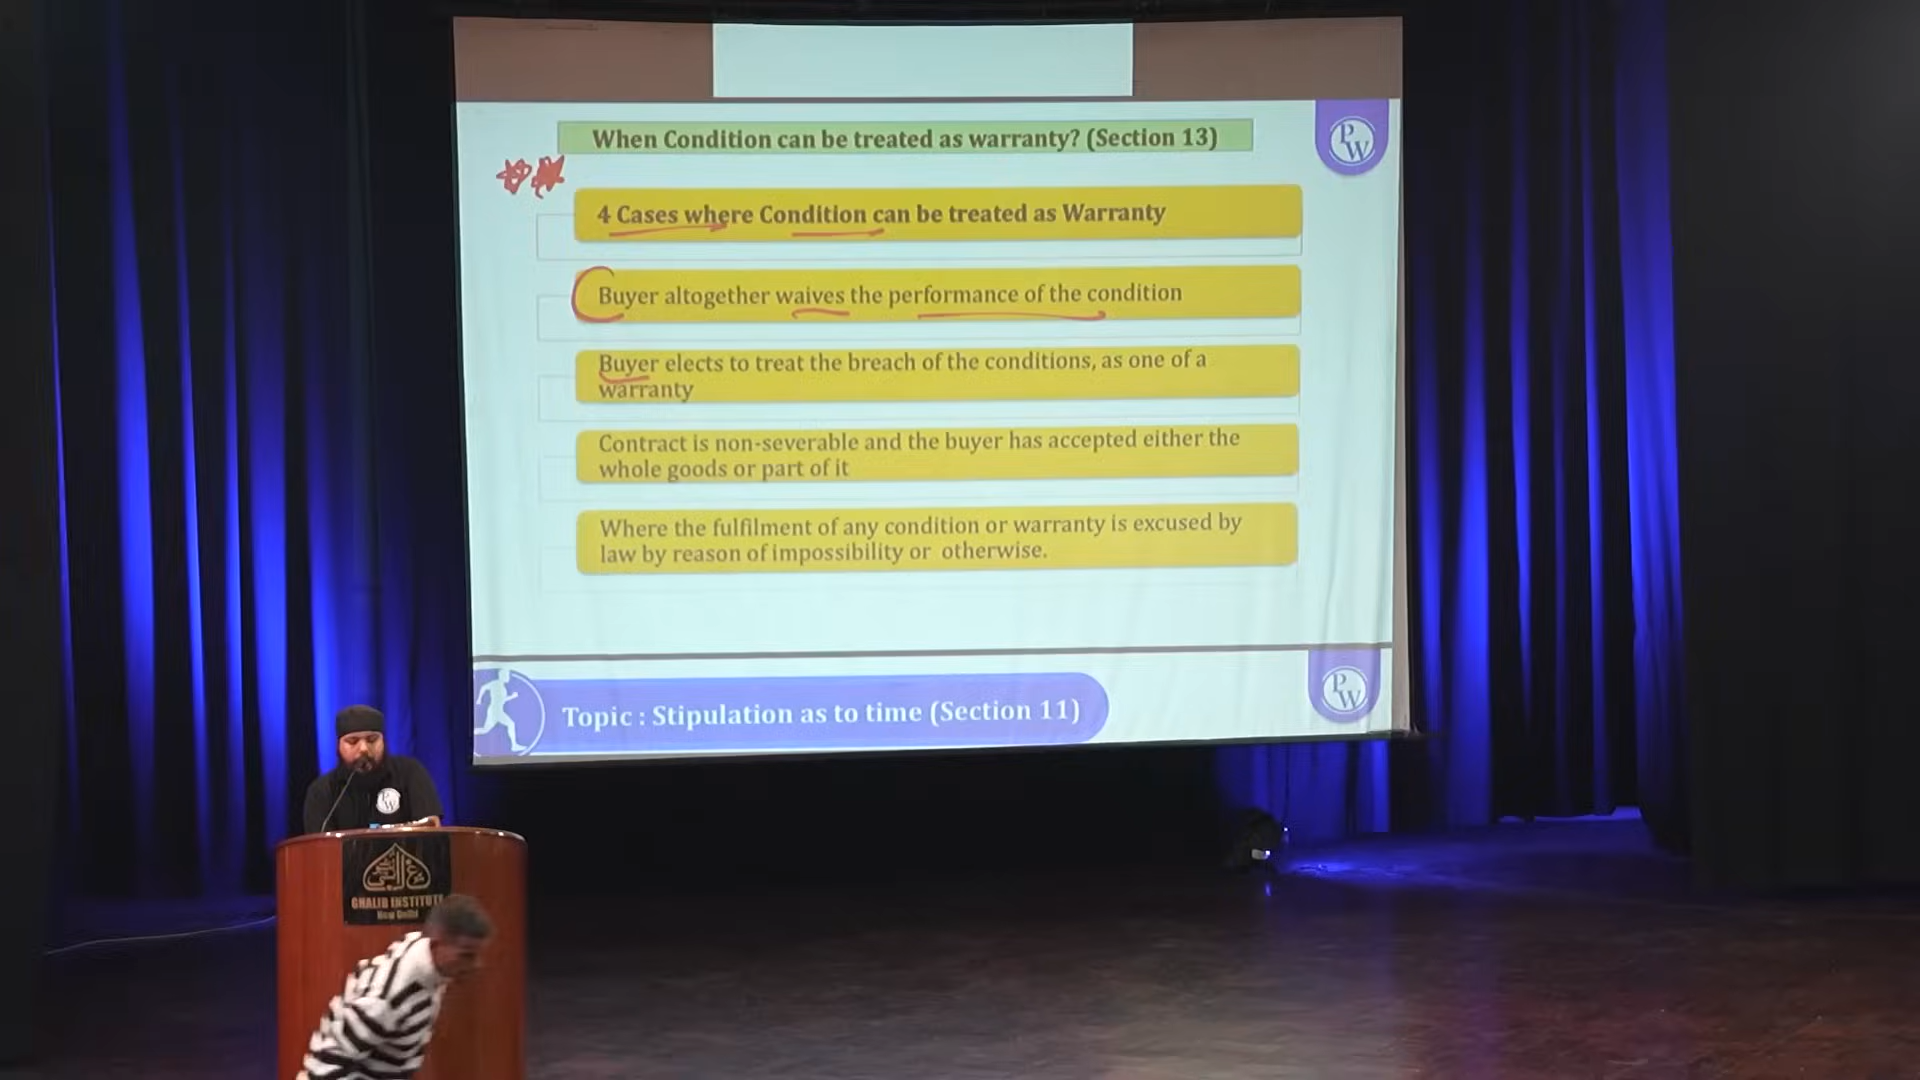 When Condition can be treated as warranty? (Section 13)
PW
4 Cases where Condition can be treated as Warranty
Buyer altogether waives the performance of the condition
Buyer elects to treat the breach of the conditions, as one of a
warranty
Contract is non-severable and the buyer has accepted either the
whole goods or part of it
Where the fulfilment of any condition or warranty is excused by
law by reason of impossibility or otherwise.
Topic : Stipulation as to time (Section 11)
PW
PW
GHALIB INSTITUTE
New Delhi